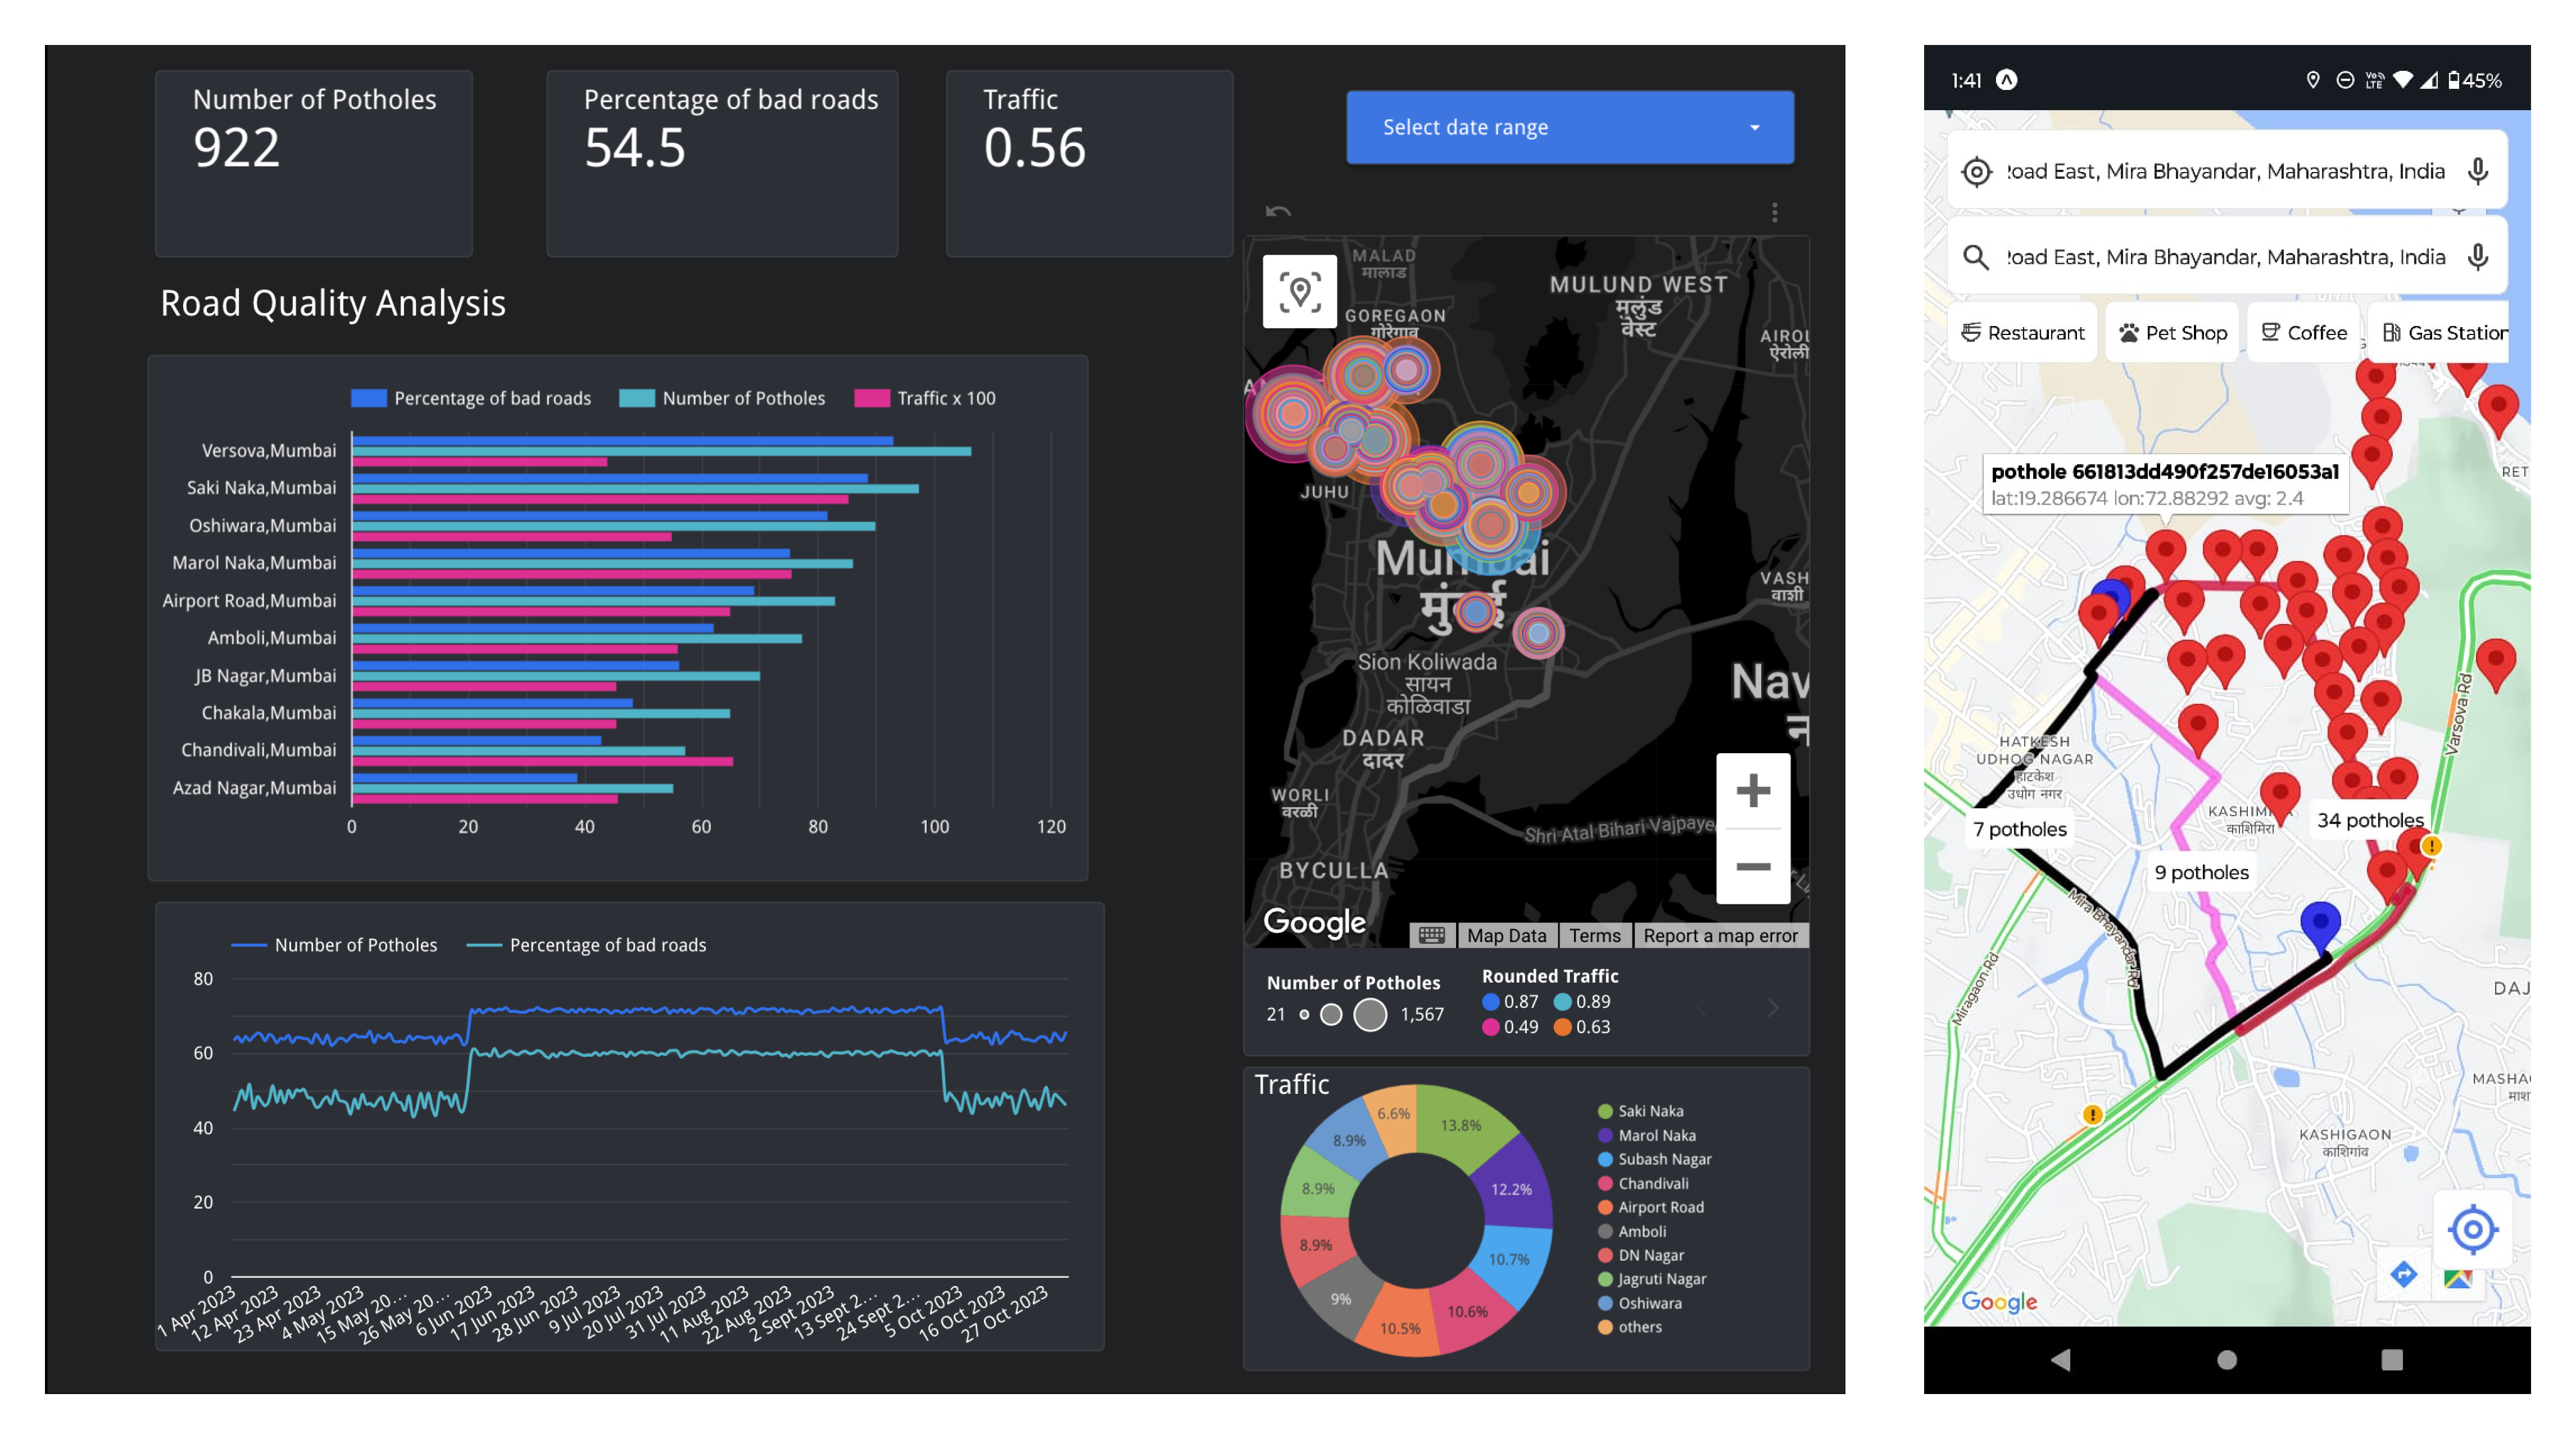 Number of Potholes
922
Percentage of bad roads
54.5
Traffic
0.56
Select date range
Road Quality Analysis
Percentage of bad roads
Number of Potholes
Traffic x 100
Versova,Mumbai
Saki Naka,Mumbai
Oshiwara,Mumbai
Marol Naka,Mumbai
Airport Road,Mumbai
Amboli,Mumbai
JB Nagar,Mumbai
Chakala,Mumbai
Chandivali,Mumbai
Azad Nagar,Mumbai
0 20 40 60 80 100 120
Number of Potholes
Percentage of bad roads
80
60
40
20
0
1 Apr 2023
12 Apr 2023
23 Apr 2023
4 May 2023
15 May 20...
26 May 20...
6 Jun 2023
17 Jun 2023
28 Jun 2023
9 Jul 2023
20 Jul 2023
31 Jul 2023
11 Aug 2023
22 Aug 2023
2 Sept 2023
13 Sept 2...
24 Sept 2...
5 Oct 2023
16 Oct 2023
27 Oct 2023
MALAD
मालाड
MULUND WEST
मुलुंड
वेस्ट
GOREGAON
गोरेगाव
AIROL
ऐरोली
JUHU
Mumbai
मुंबई
VASH
वाशी
Sion Koliwada
सायन
कोळिवाडा
Nav
DADAR
दादर
WORLI
वरळी
Shri Atal Bihari Vajpaye
BYCULLA
Google
Map Data
Terms
Report a map error
Number of Potholes
21
1,567
Rounded Traffic
0.87 0.89
0.49 0.63
Traffic
13.8%
12.2%
10.7%
10.6%
10.5%
9%
8.9%
8.9%
8.9%
6.6%
Saki Naka
Marol Naka
Subash Nagar
Chandivali
Airport Road
Amboli
DN Nagar
Jagruti Nagar
Oshiwara
others
1:41
Vo))
LTE
45%
oad East, Mira Bhayandar, Maharashtra, India
oad East, Mira Bhayandar, Maharashtra, India
Restaurant
Pet Shop
Coffee
Gas Station
RET
pothole 661813dd490f257de16053a1
lat:19.286674 lon:72.88292 avg: 2.4
Varsova Rd
HATKESH
UDHOG NAGAR
हाटकेश
उधोग नगर
KASHIMI
काशिमिरा
7 potholes
34 potholes
9 potholes
Mira Bhayandar Rd
Miragaon Rd
DAJ
MASHA
माश
KASHIGAON
काशिगांव
Google